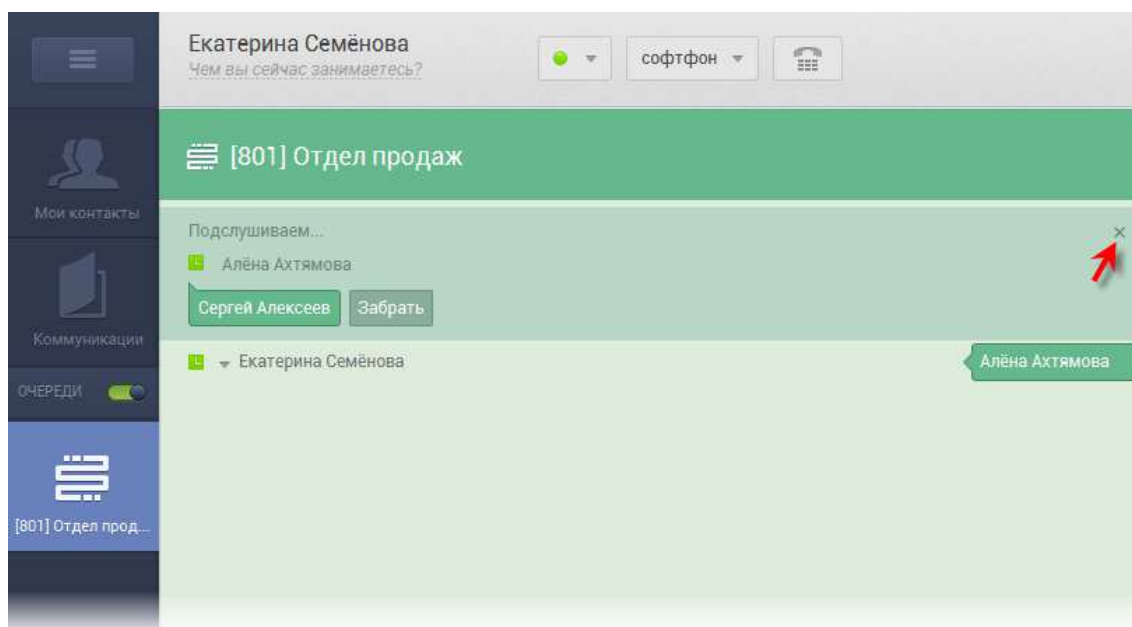 Екатерина Семёнова
Чем вы сейчас занимаетесь?
софтфон
[801] Отдел продаж
Мои контакты
Подслушиваем...
Алёна Ахтямова
Сергей Алексеев Забрать
Коммуникации
Екатерина Семёнова Алёна Ахтямова
ОЧЕРЕДИ
[801] Отдел прод...